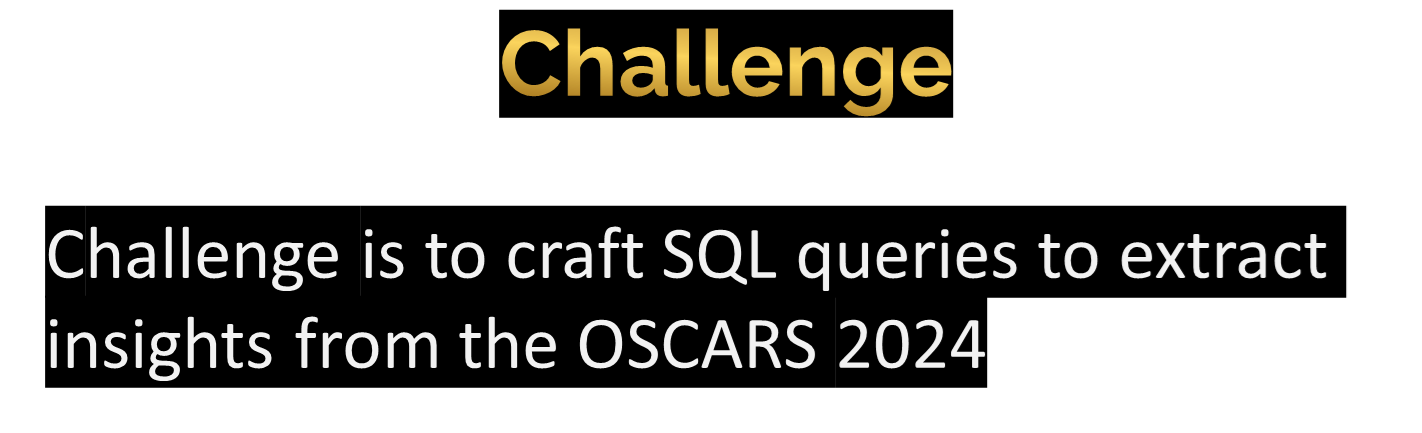 Challenge
Challenge is to craft SQL queries to extract
insights from the OSCARS 2024